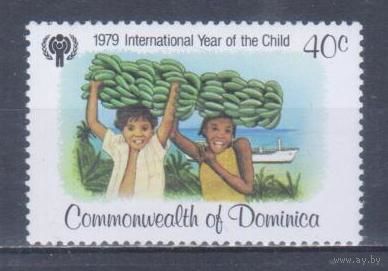 1979 International Year of the Child 40c
Commonwealth of Dominica
www.ay.by